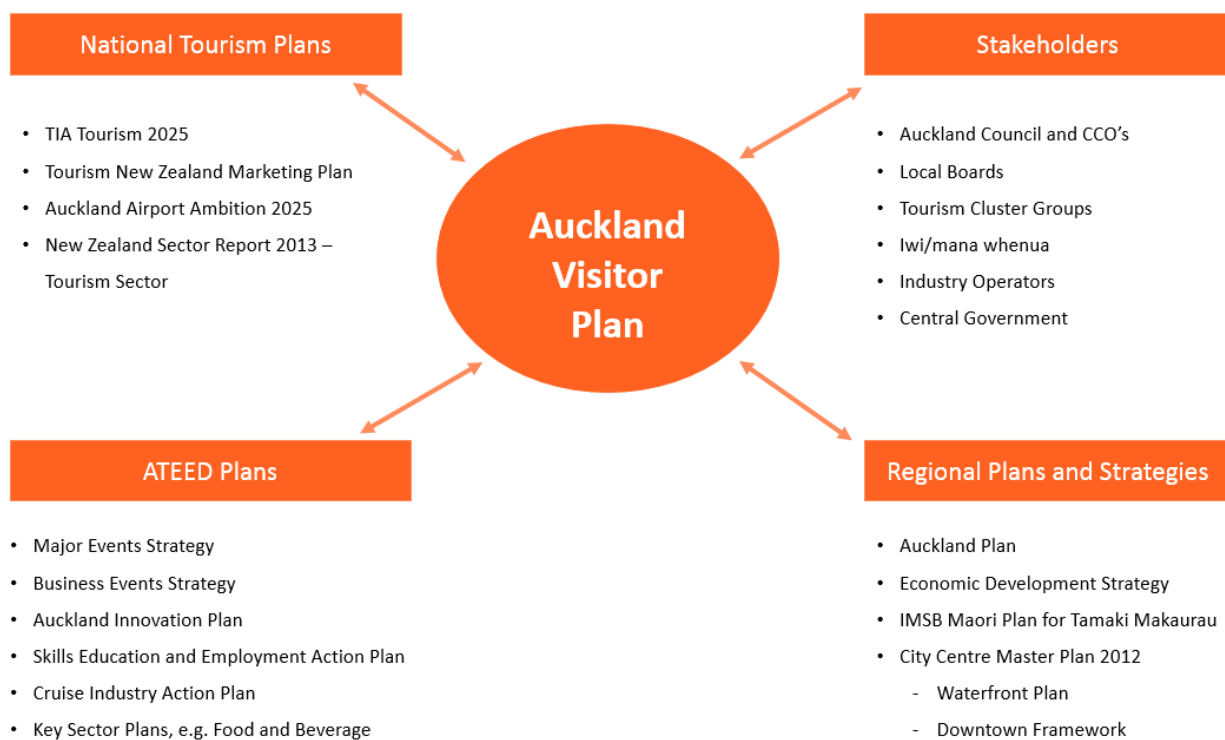 National Tourism Plans
• TIA Tourism 2025
• Tourism New Zealand Marketing Plan
• Auckland Airport Ambition 2025
• New Zealand Sector Report 2013 –
Tourism Sector
Stakeholders
• Auckland Council and CCO’s
• Local Boards
• Tourism Cluster Groups
• Iwi/mana whenua
• Industry Operators
• Central Government
Auckland
Visitor
Plan
ATEED Plans
• Major Events Strategy
• Business Events Strategy
• Auckland Innovation Plan
• Skills Education and Employment Action Plan
• Cruise Industry Action Plan
• Key Sector Plans, e.g. Food and Beverage
Regional Plans and Strategies
• Auckland Plan
• Economic Development Strategy
• IMSB Maori Plan for Tamaki Makaurau
• City Centre Master Plan 2012
- Waterfront Plan
- Downtown Framework